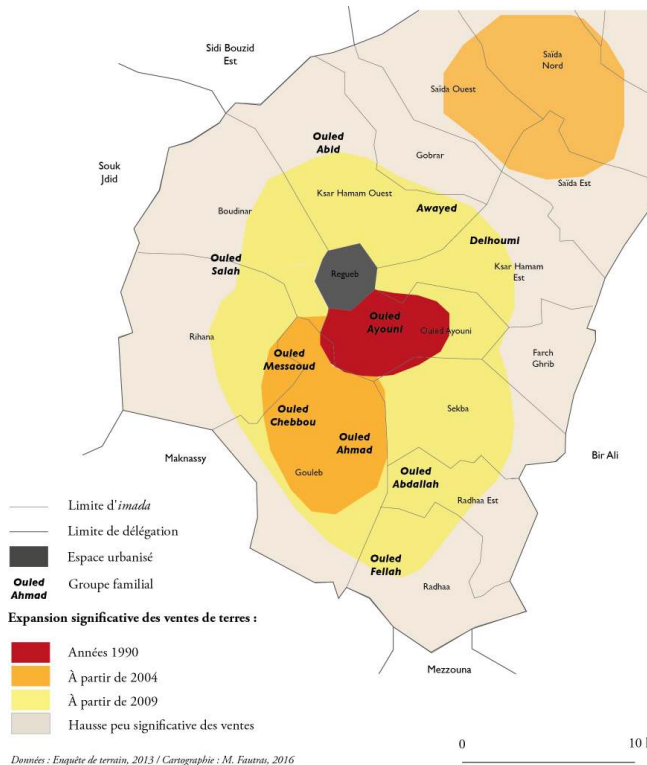 Sidi Bouzid
Est
Saïda
Nord
Saïda Ouest
Ouled
Abid
Gobrar
Souk
Jdid
Saïda Est
Ksar Hamam Ouest
Boudinar
Awayed
Delhoumi
Ouled
Salah
Ksar Hamam
Est
Regueb
Ouled
Ayouni
Ouled Ayouni
Rihana
Farch
Ghrib
Ouled
Messaoud
Ouled
Chebbou
Sekba
Ouled
Ahmad
Maknassy
Bir Ali
Gouleb
Ouled
Abdallah
Radhaa Est
Ouled
Fellah
Radhaa
Mezzouna
Limite d'imada
Limite de délégation
Espace urbanisé
Ouled
Ahmad
Groupe familial
Expansion significative des ventes de terres :
Années 1990
À partir de 2004
À partir de 2009
Hausse peu significative des ventes
Données : Enquête de terrain, 2013 / Cartographie : M. Fautras, 2016
0
10